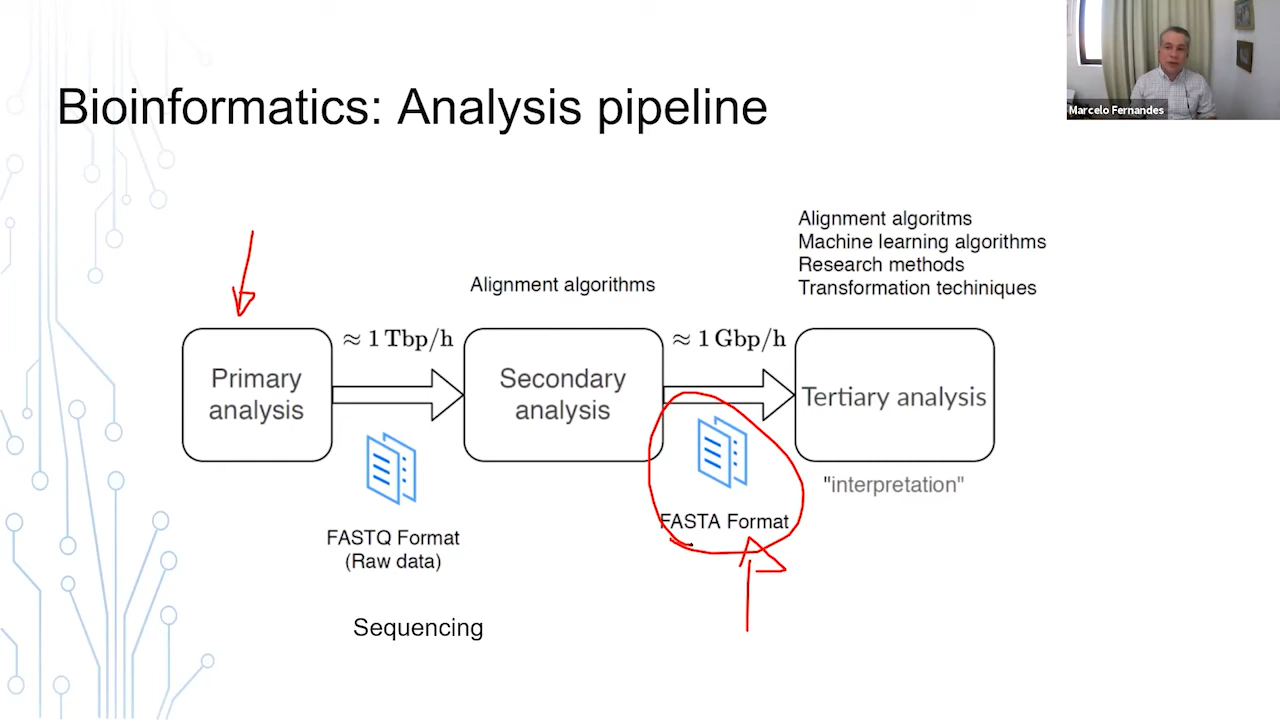 Marcelo Fernandes
Bioinformatics: Analysis pipeline
Alignment algoritms
Machine learning algorithms
Research methods
Transformation techiniques
Alignment algorithms
≈ 1 Tbp/h
≈ 1 Gbp/h
Primary
analysis
Secondary
analysis
Tertiary analysis
"interpretation"
FASTQ Format
(Raw data)
FASTA Format
Sequencing